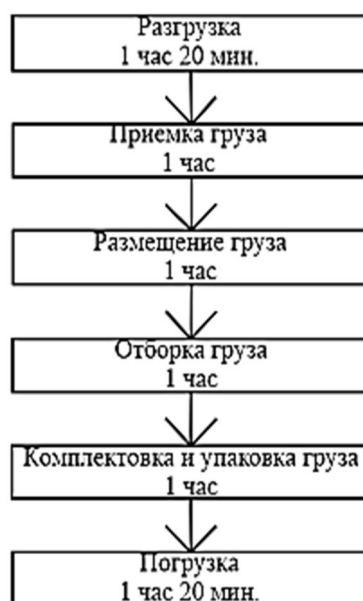 Разгрузка
1 час 20 мин.
Приемка груза
1 час
Размещение груза
1 час
Отборка груза
1 час
Комплектовка и упаковка груза
1 час
Погрузка
1 час 20 мин.